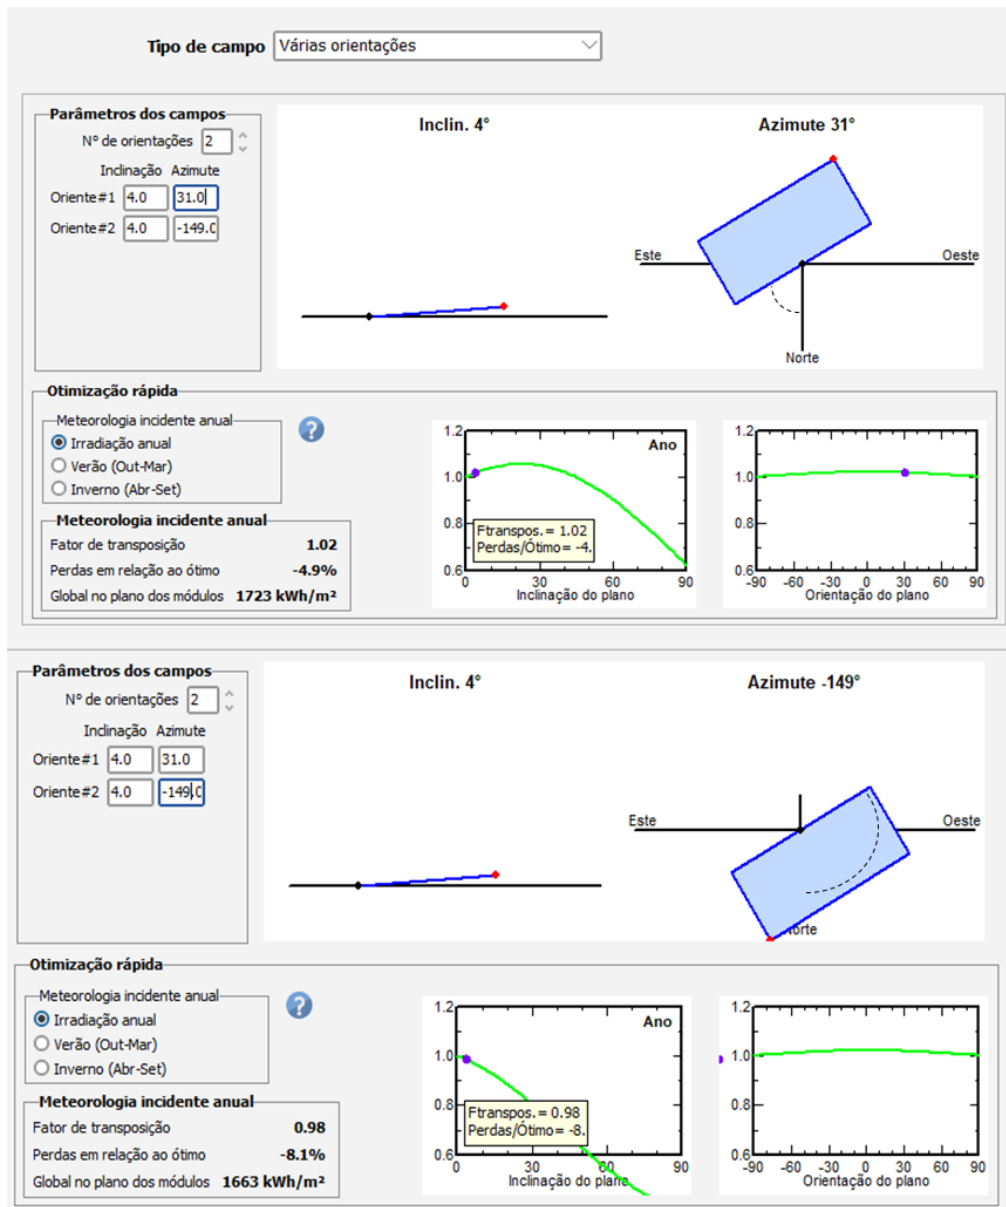 Tipo de campo Várias orientações
Parâmetros dos campos
Nº de orientações 2
Inclinação Azimute
Oriente#1 4.0 31.0
Oriente#2 4.0 -149.0
Inclin. 4°
Azimute 31°
Este Oeste
Norte
Otimização rápida
Meteorologia incidente anual
Irradiação anual
Verão (Out-Mar)
Inverno (Abr-Set)
?
Meteorologia incidente anual
Fator de transposição 1.02
Perdas em relação ao ótimo -4.9%
Global no plano dos módulos 1723 kWh/m²
1.2
1.0
0.8
0.6
Ano
Ftranspos.= 1.02
Perdas/Ótimo= -4.
0 30 60 90
Inclinação do plano
1.2
1.0
0.8
0.6
-90 -60 -30 0 30 60 90
Orientação do plano
Parâmetros dos campos
Nº de orientações 2
Inclinação Azimute
Oriente#1 4.0 31.0
Oriente#2 4.0 -149.0
Inclin. 4°
Azimute -149°
Este Oeste
orte
Otimização rápida
Meteorologia incidente anual
Irradiação anual
Verão (Out-Mar)
Inverno (Abr-Set)
?
Meteorologia incidente anual
Fator de transposição 0.98
Perdas em relação ao ótimo -8.1%
Global no plano dos módulos 1663 kWh/m²
1.2
1.0
0.8
0.6
Ano
Ftranspos.= 0.98
Perdas/Ótimo= -8.
0 30 60 90
Inclinação do plano
1.2
1.0
0.8
0.6
-90 -60 -30 0 30 60 90
Orientação do plano